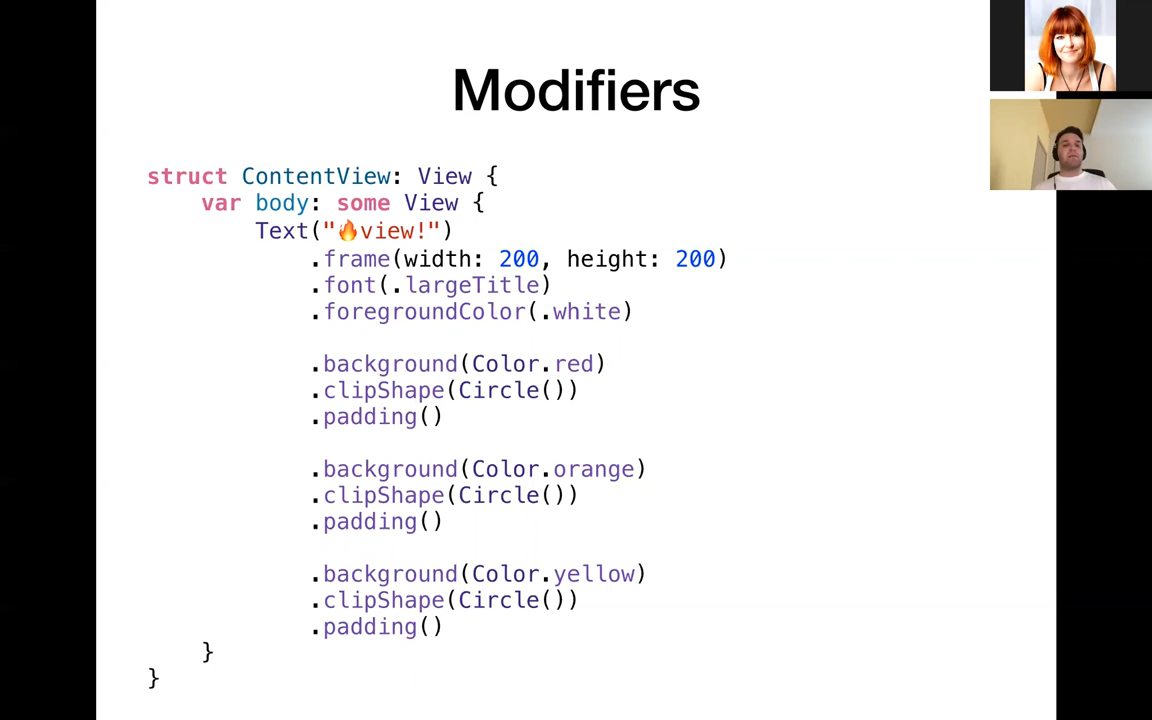 Modifiers
struct ContentView: View {
var body: some View {
Text("🔥view!")
.frame(width: 200, height: 200)
.font(.largeTitle)
.foregroundColor(.white)
.background(Color.red)
.clipShape(Circle())
.padding()
.background(Color.orange)
.clipShape(Circle())
.padding()
.background(Color.yellow)
.clipShape(Circle())
.padding()
}
}